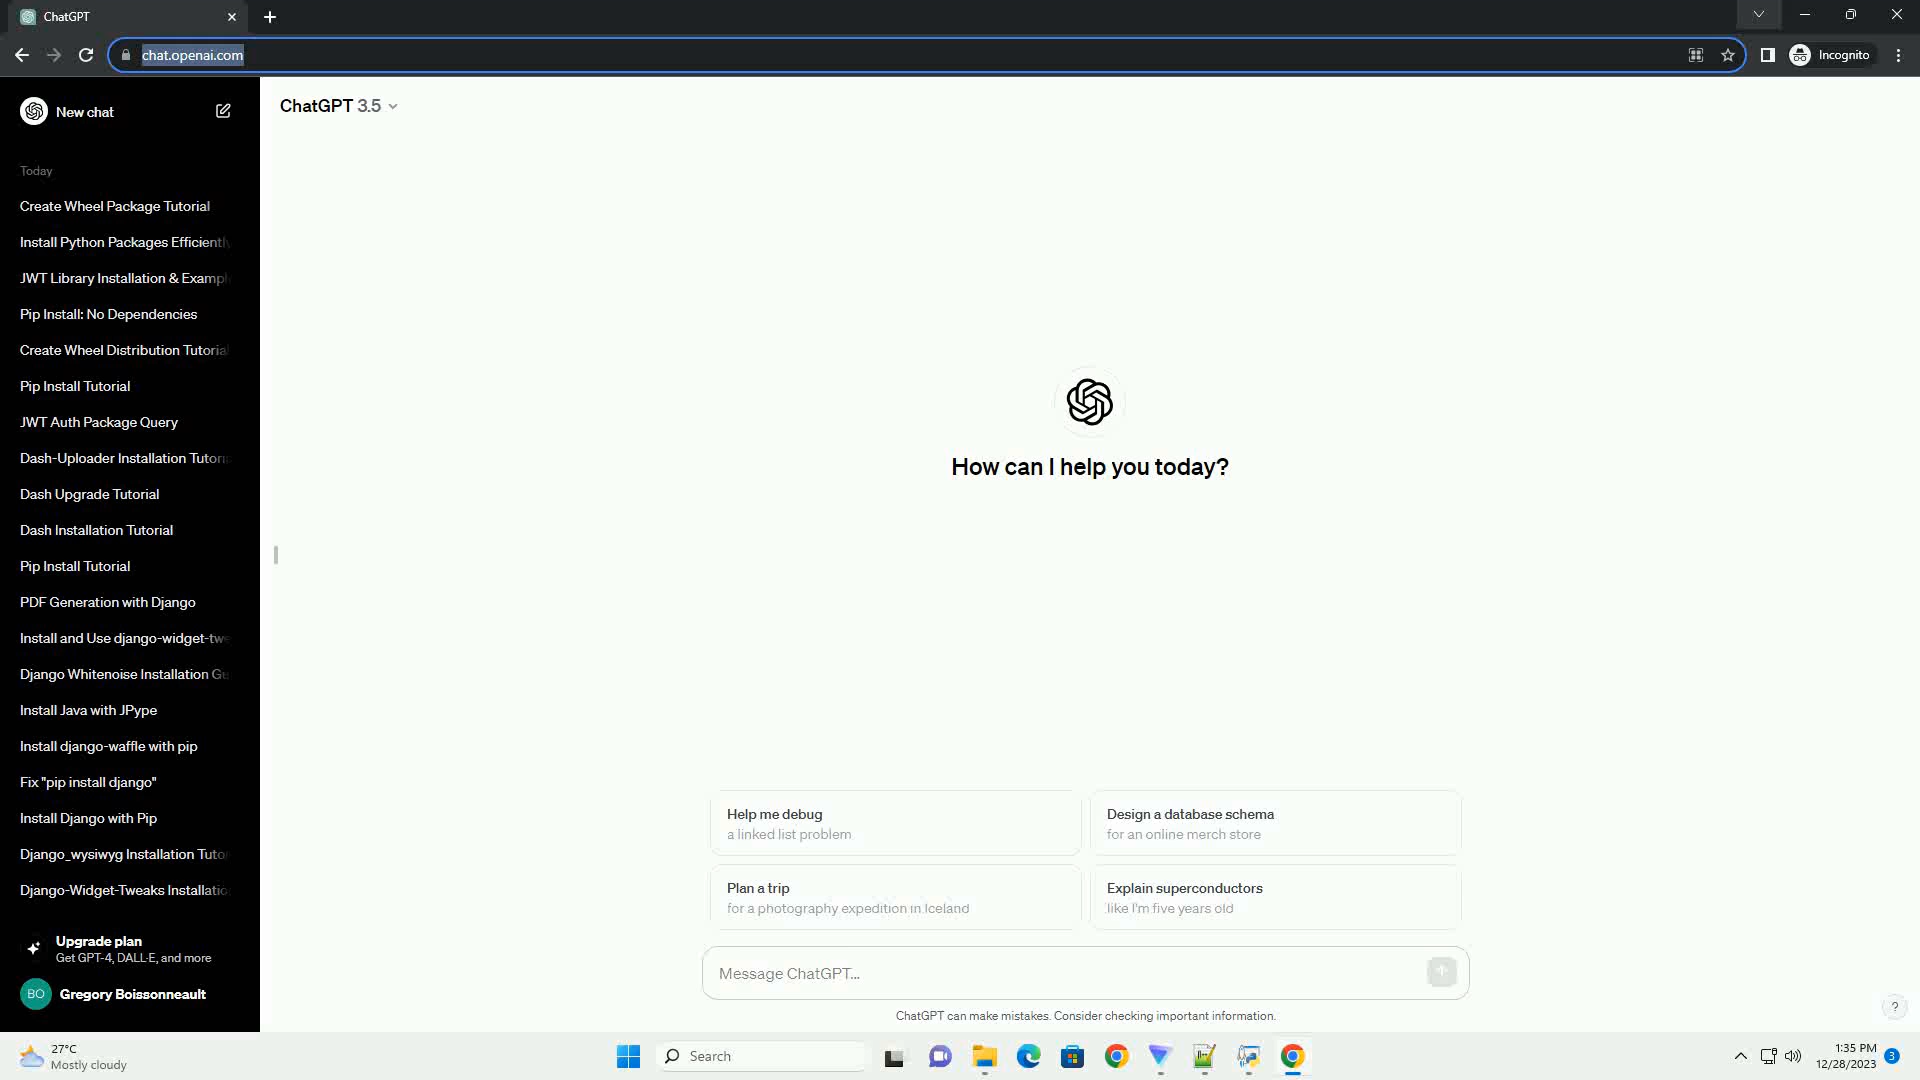 ChatGPT
chat.openai.com
Incognito
New chat
ChatGPT 3.5
Today
Create Wheel Package Tutorial
Install Python Packages Efficiently
JWT Library Installation & Exampl
Pip Install: No Dependencies
Create Wheel Distribution Tutorial
Pip Install Tutorial
JWT Auth Package Query
Dash-Uploader Installation Tutoria
Dash Upgrade Tutorial
Dash Installation Tutorial
Pip Install Tutorial
PDF Generation with Django
Install and Use django-widget-twe
Django Whitenoise Installation Gu
Install Java with JPype
Install django-waffle with pip
Fix "pip install django"
Install Django with Pip
Django_wysiwyg Installation Tutor
Django-Widget-Tweaks Installation
Upgrade plan
Get GPT-4, DALL·E, and more
BO
Gregory Boissonneault
How can I help you today?
Help me debug
a linked list problem
Design a database schema
for an online merch store
Plan a trip
for a photography expedition in Iceland
Explain superconductors
like I'm five years old
Message ChatGPT...
ChatGPT can make mistakes. Consider checking important information.
?
27°C
Mostly cloudy
Search
1:35 PM
12/28/2023
3